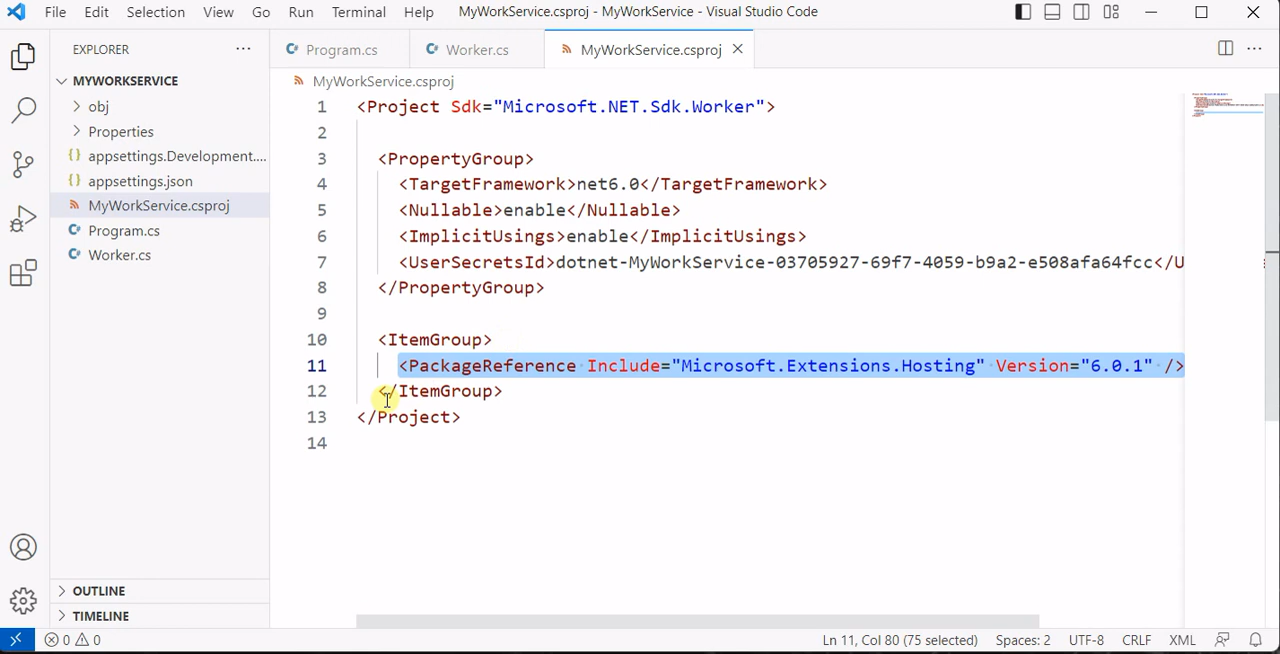 File Edit Selection View Go Run Terminal Help MyWorkService.csproj - MyWorkService - Visual Studio Code
EXPLORER ···
MYWORKSERVICE
obj
Properties
{} appsettings.Development....
{} appsettings.json
MyWorkService.csproj
Program.cs
Worker.cs
OUTLINE
TIMELINE
Program.cs Worker.cs MyWorkService.csproj
MyWorkService.csproj
1 <Project Sdk="Microsoft.NET.Sdk.Worker">
2
3 <PropertyGroup>
4 <TargetFramework>net6.0</TargetFramework>
5 <Nullable>enable</Nullable>
6 <ImplicitUsings>enable</ImplicitUsings>
7 <UserSecretsId>dotnet-MyWorkService-03705927-69f7-4059-b9a2-e508afa64fcc</U
8 </PropertyGroup>
9
10 <ItemGroup>
11 <PackageReference Include="Microsoft.Extensions.Hosting" Version="6.0.1" />
12 </ItemGroup>
13 </Project>
14
0 0 Ln 11, Col 80 (75 selected) Spaces: 2 UTF-8 CRLF XML